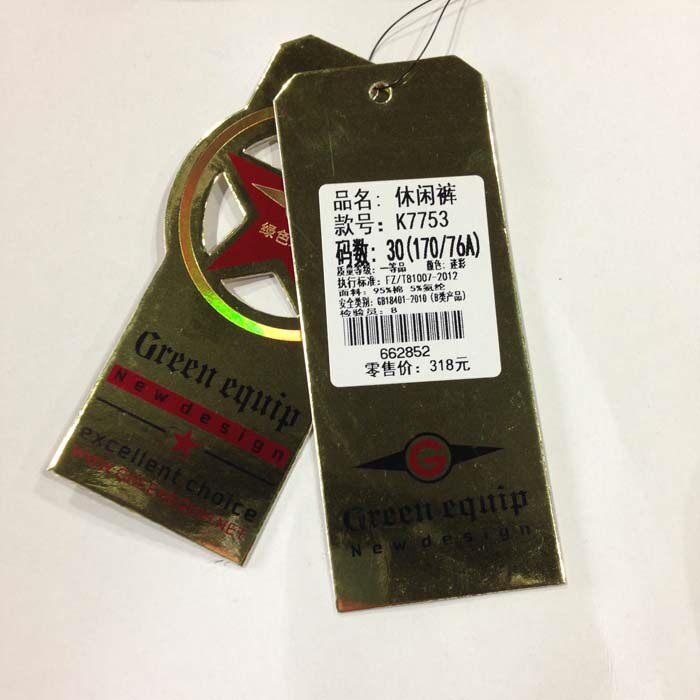 绿色
Green equip
New design
excellent choice
品名: 休闲裤
款号: K7753
码数: 30(170/76A)
质量等级: 一等品 颜色: 迷彩
执行标准: FZ/T81007-2012
面料: 95%棉 5%氨纶
安全类别: GB18401-2010 (B类产品)
检验员: 8
662852
零售价: 318元
G
Green equip
New design